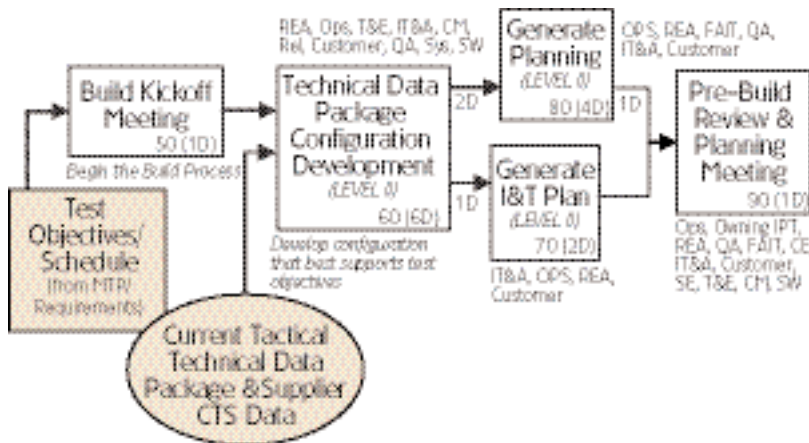 REA, Ops, T&E, IT&A, CM,
Rel, Customer, QA, Sys, SW
OPS, REA, FAIT, QA,
IT&A, Customer
Build Kickoff
Meeting
50 (1D)
Begin the Build Process
Technical Data
Package
Configuration
Development
(LEVEL 0)
60 (6D)
Develop configuration
that best supports test
objectives
2D
1D
Generate
Planning
(LEVEL 0)
80 (4D)
1D
Generate
I&T Plan
(LEVEL 0)
70 (2D)
IT&A, OPS, REA,
Customer
Pre-Build
Review &
Planning
Meeting
90 (1D)
Ops, Owning IPT,
REA, QA, FAIT, CE
IT&A, Customer,
SE, T&E, CM, SW
Test
Objectives/
Schedule
(from MTP/
Requirements)
Current Tactical
Technical Data
Package &Supplier
CTS Data